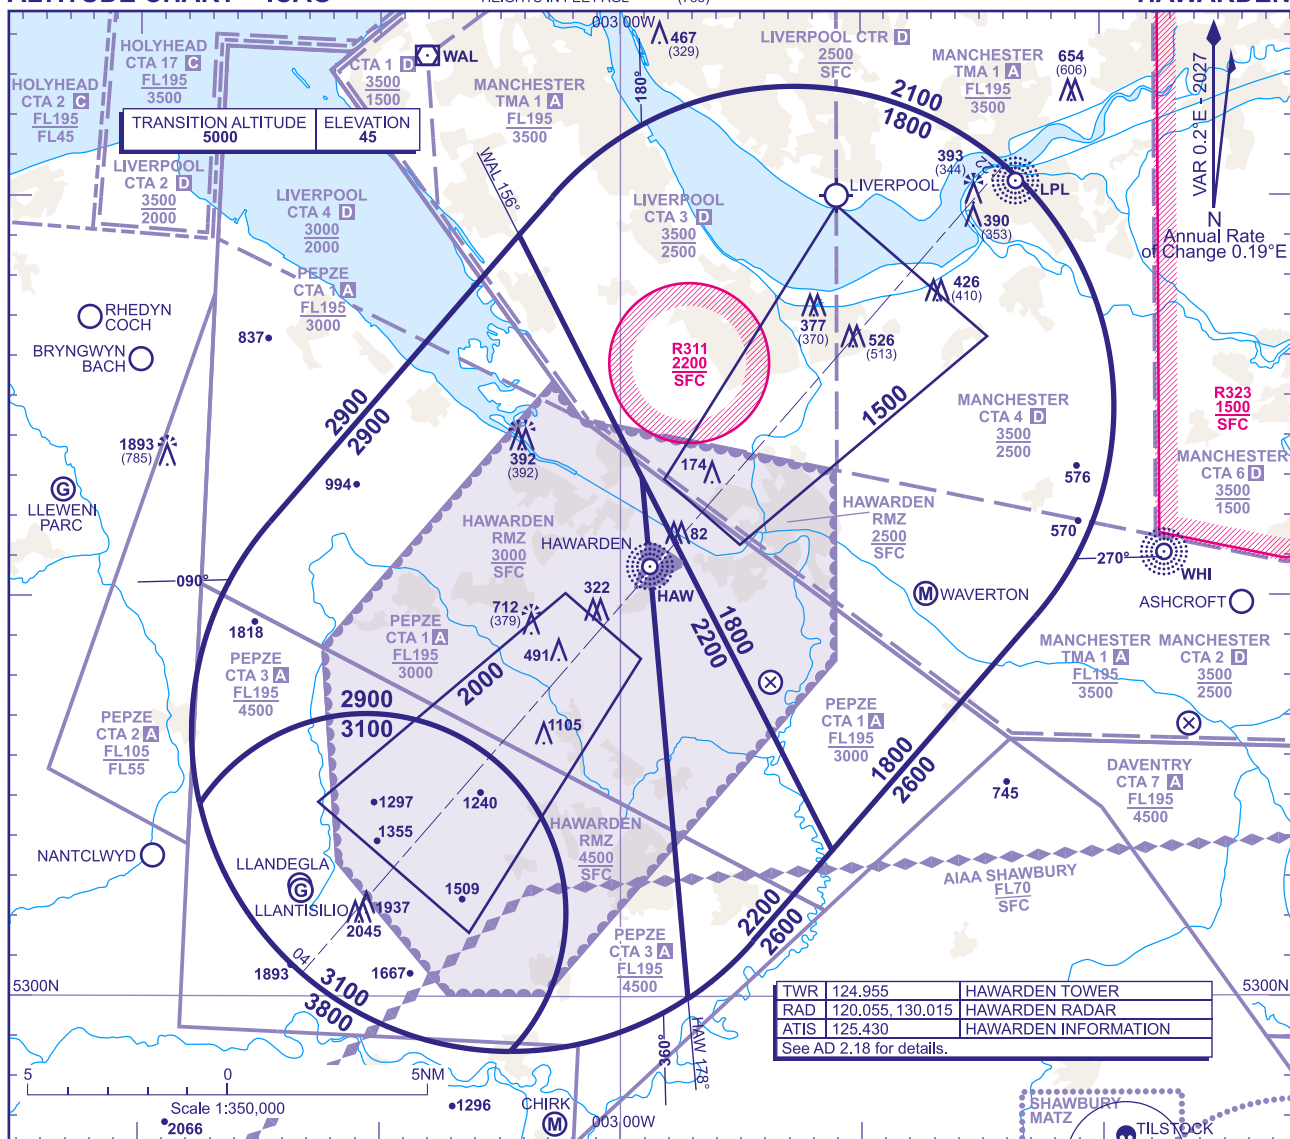 ALTITUDE CHART
HAWARDEN
003 00W
467
(329)
LIVERPOOL CTR D
2500
SFC
MANCHESTER
TMA 1 A
FL195
3500
654
(606)
HOLYHEAD
CTA 17 C
FL195
3500
HOLYHEAD
CTA 2 C
FL195
FL45
CTA 1 D
3500
1500
WAL
MANCHESTER
TMA 1 A
FL195
3500
180°
2100
1800
VAR 0.2°E - 2027
N
Annual Rate
of Change 0.19°E
TRANSITION ALTITUDE
5000
ELEVATION
45
LIVERPOOL
CTA 2 D
3500
2000
WAL 156°
LIVERPOOL
CTA 4 D
3000
2000
LIVERPOOL
CTA 3 D
3500
2500
LIVERPOOL
393
(344)
22
LPL
390
(353)
PEPZE
CTA 1 A
FL195
3000
426
(410)
377
(370)
526
(513)
RHEDYN
COCH
BRYNGWYN
BACH
837
R311
2200
SFC
R323
1500
SFC
2900
2900
1500
MANCHESTER
CTA 4 D
3500
2500
1893
(785)
392
(392)
174
576
MANCHESTER
CTA 6 D
3500
1500
LLEWENI
PARC
994
HAWARDEN
RMZ
3000
SFC
HAWARDEN
RMZ
2500
SFC
570
HAWARDEN
82
270°
WHI
090°
HAW
322
712
(379)
WAVERTON
ASHCROFT
1818
PEPZE
CTA 1 A
FL195
3000
491
1800
2200
MANCHESTER
TMA 1 A
FL195
3500
MANCHESTER
CTA 2 D
3500
2500
PEPZE
CTA 3 A
FL195
4500
2000
2900
3100
PEPZE
CTA 2 A
FL105
FL55
1105
PEPZE
CTA 1 A
FL195
3000
1800
2600
DAVENTRY
CTA 7 A
FL195
4500
745
1297
1240
1355
HAWARDEN
RMZ
4500
SFC
NANTCLWYD
LLANDEGLA
LLANTISILIO
1937
2045
1509
AIAA SHAWBURY
FL70
SFC
2200
2600
PEPZE
CTA 3 A
FL195
4500
04
1893
1667
3100
3800
5300N
5300N
TWR 124.955 HAWARDEN TOWER
RAD 120.055, 130.015 HAWARDEN RADAR
ATIS 125.430 HAWARDEN INFORMATION
See AD 2.18 for details.
360°
HAW 178°
5 0 5NM
Scale 1:350,000
2066
1296
CHIRK
003 00W
SHAWBURY
MATZ
TILSTOCK